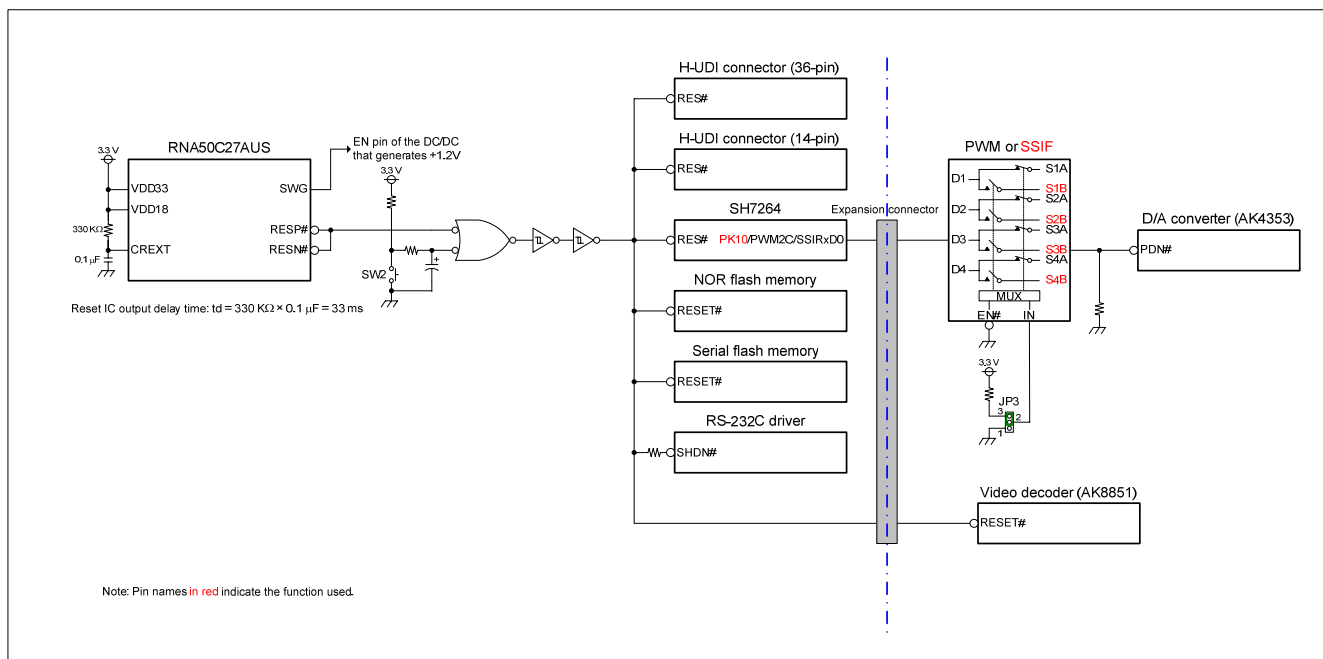 RNA50C27AUS
3.3 V
VDD33
VDD18
CREXT
SWG
RESP#
RESN#
330 KΩ
0.1 μF
Reset IC output delay time: td = 330 KΩ × 0.1 μF = 33 ms
EN pin of the DC/DC
that generates +1.2V
3.3 V
SW2
H-UDI connector (36-pin)
RES#
H-UDI connector (14-pin)
RES#
SH7264
RES#
PK10/PWM2C/SSIRxD0
NOR flash memory
RESET#
Serial flash memory
RESET#
RS-232C driver
SHDN#
Expansion connector
PWM or SSIF
D1
S1A
S1B
D2
S2A
S2B
D3
S3A
S3B
D4
S4A
S4B
MUX
EN#
IN
3.3 V
JP3
3
2
1
D/A converter (AK4353)
PDN#
Video decoder (AK8851)
RESET#
Note: Pin names in red indicate the function used.